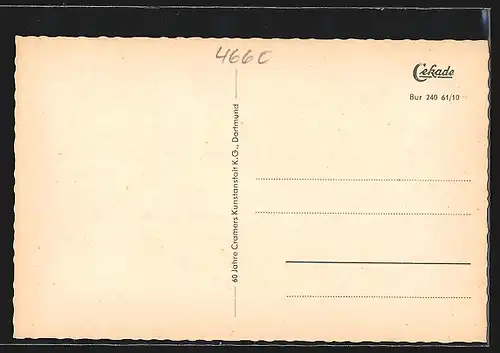 466C
Cekade
Bur 240 61/10
60 Jahre Cramers Kunstanstalt K.G., Dortmund